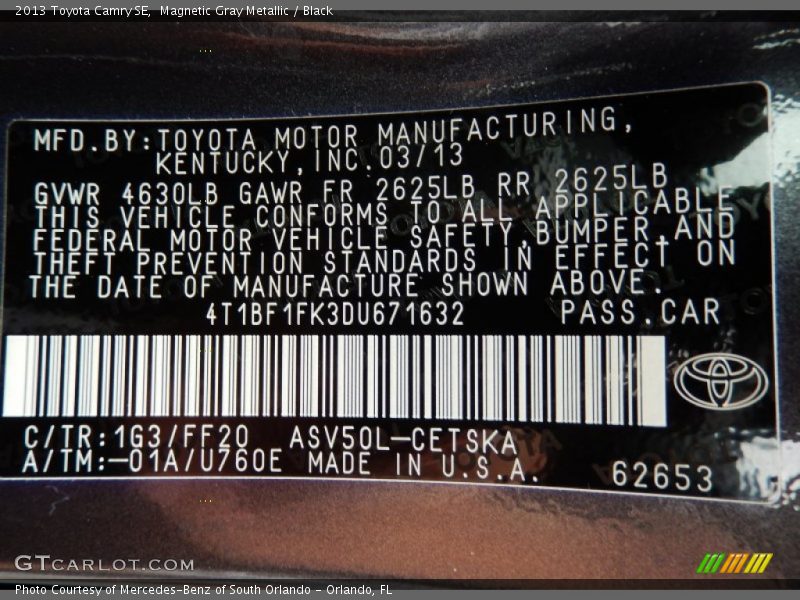 2013 Toyota Camry SE, Magnetic Gray Metallic / Black
MFD.BY:TOYOTA MOTOR MANUFACTURING,
KENTUCKY,INC.03/13
GVWR 4630LB GAWR FR 2625LB RR 2625LB
THIS VEHICLE CONFORMS TO ALL APPLICABLE
FEDERAL MOTOR VEHICLE SAFETY,BUMPER,AND
THEFT PREVENTION STANDARDS IN EFFECT ON
THE DATE OF MANUFACTURE SHOWN ABOVE.
4T1BF1FK3DU671632 PASS.CAR
C/TR:1G3/FF20 ASV50L-CETSKA
A/TM:-01A/U760E MADE IN U.S.A. 62653
GTCARLOT.COM
Photo Courtesy of Mercedes-Benz of South Orlando - Orlando, FL